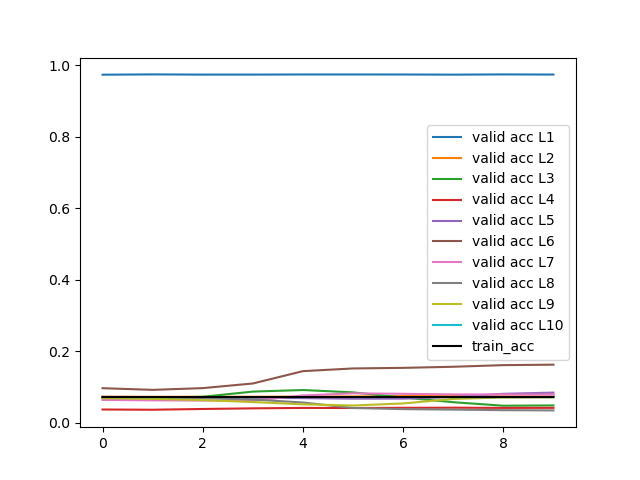 1.0
0.8
0.6
0.4
0.2
0.0
0
2
4
6
8
valid acc L1
valid acc L2
valid acc L3
valid acc L4
valid acc L5
valid acc L6
valid acc L7
valid acc L8
valid acc L9
valid acc L10
train_acc